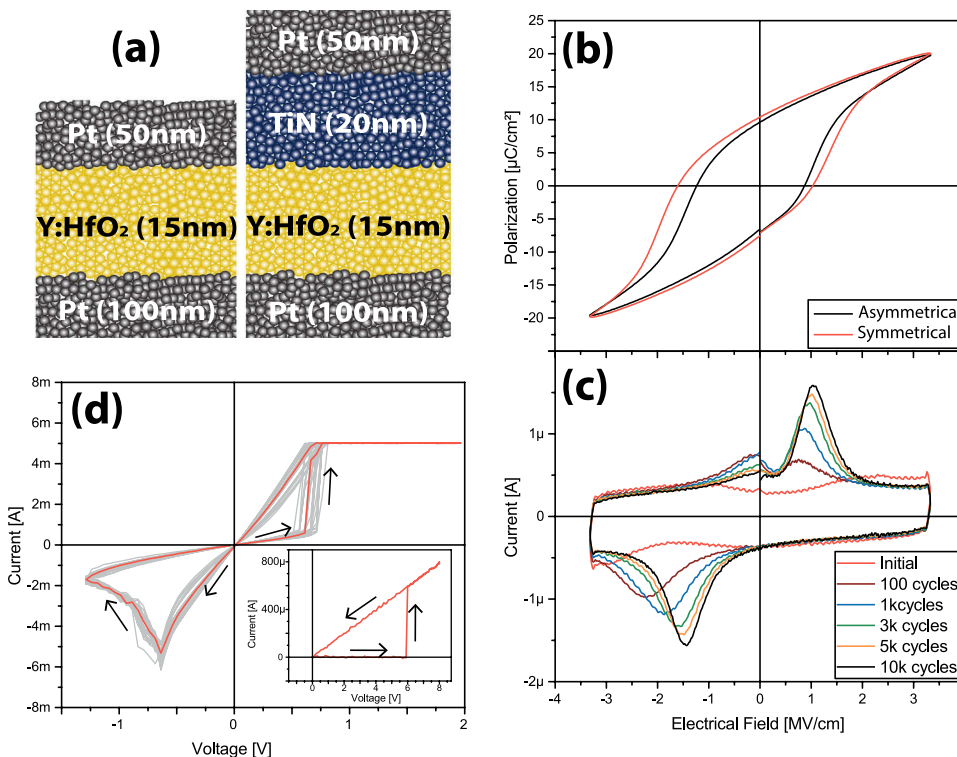 (a)
Pt (50nm)
Y:HfO₂ (15nm)
Pt (100nm)
Pt (50nm)
TiN (20nm)
Y:HfO₂ (15nm)
Pt (100nm)
(b)
Polarization [µC/cm²]
25
20
15
10
5
0
-5
-10
-15
-20
Asymmetrica
Symmetrical
(c)
Current [A]
1µ
0
-1µ
-2µ
-4
-3
-2
-1
0
1
2
3
4
Electrical Field [MV/cm]
Initial
100 cycles
1kcycles
3k cycles
5k cycles
10k cycles
(d)
Current [A]
8m
6m
4m
2m
0
-2m
-4m
-6m
-8m
-1
0
1
2
Voltage [V]
Current [A]
800µ
400µ
0
0
2
4
6
8
Voltage [V]